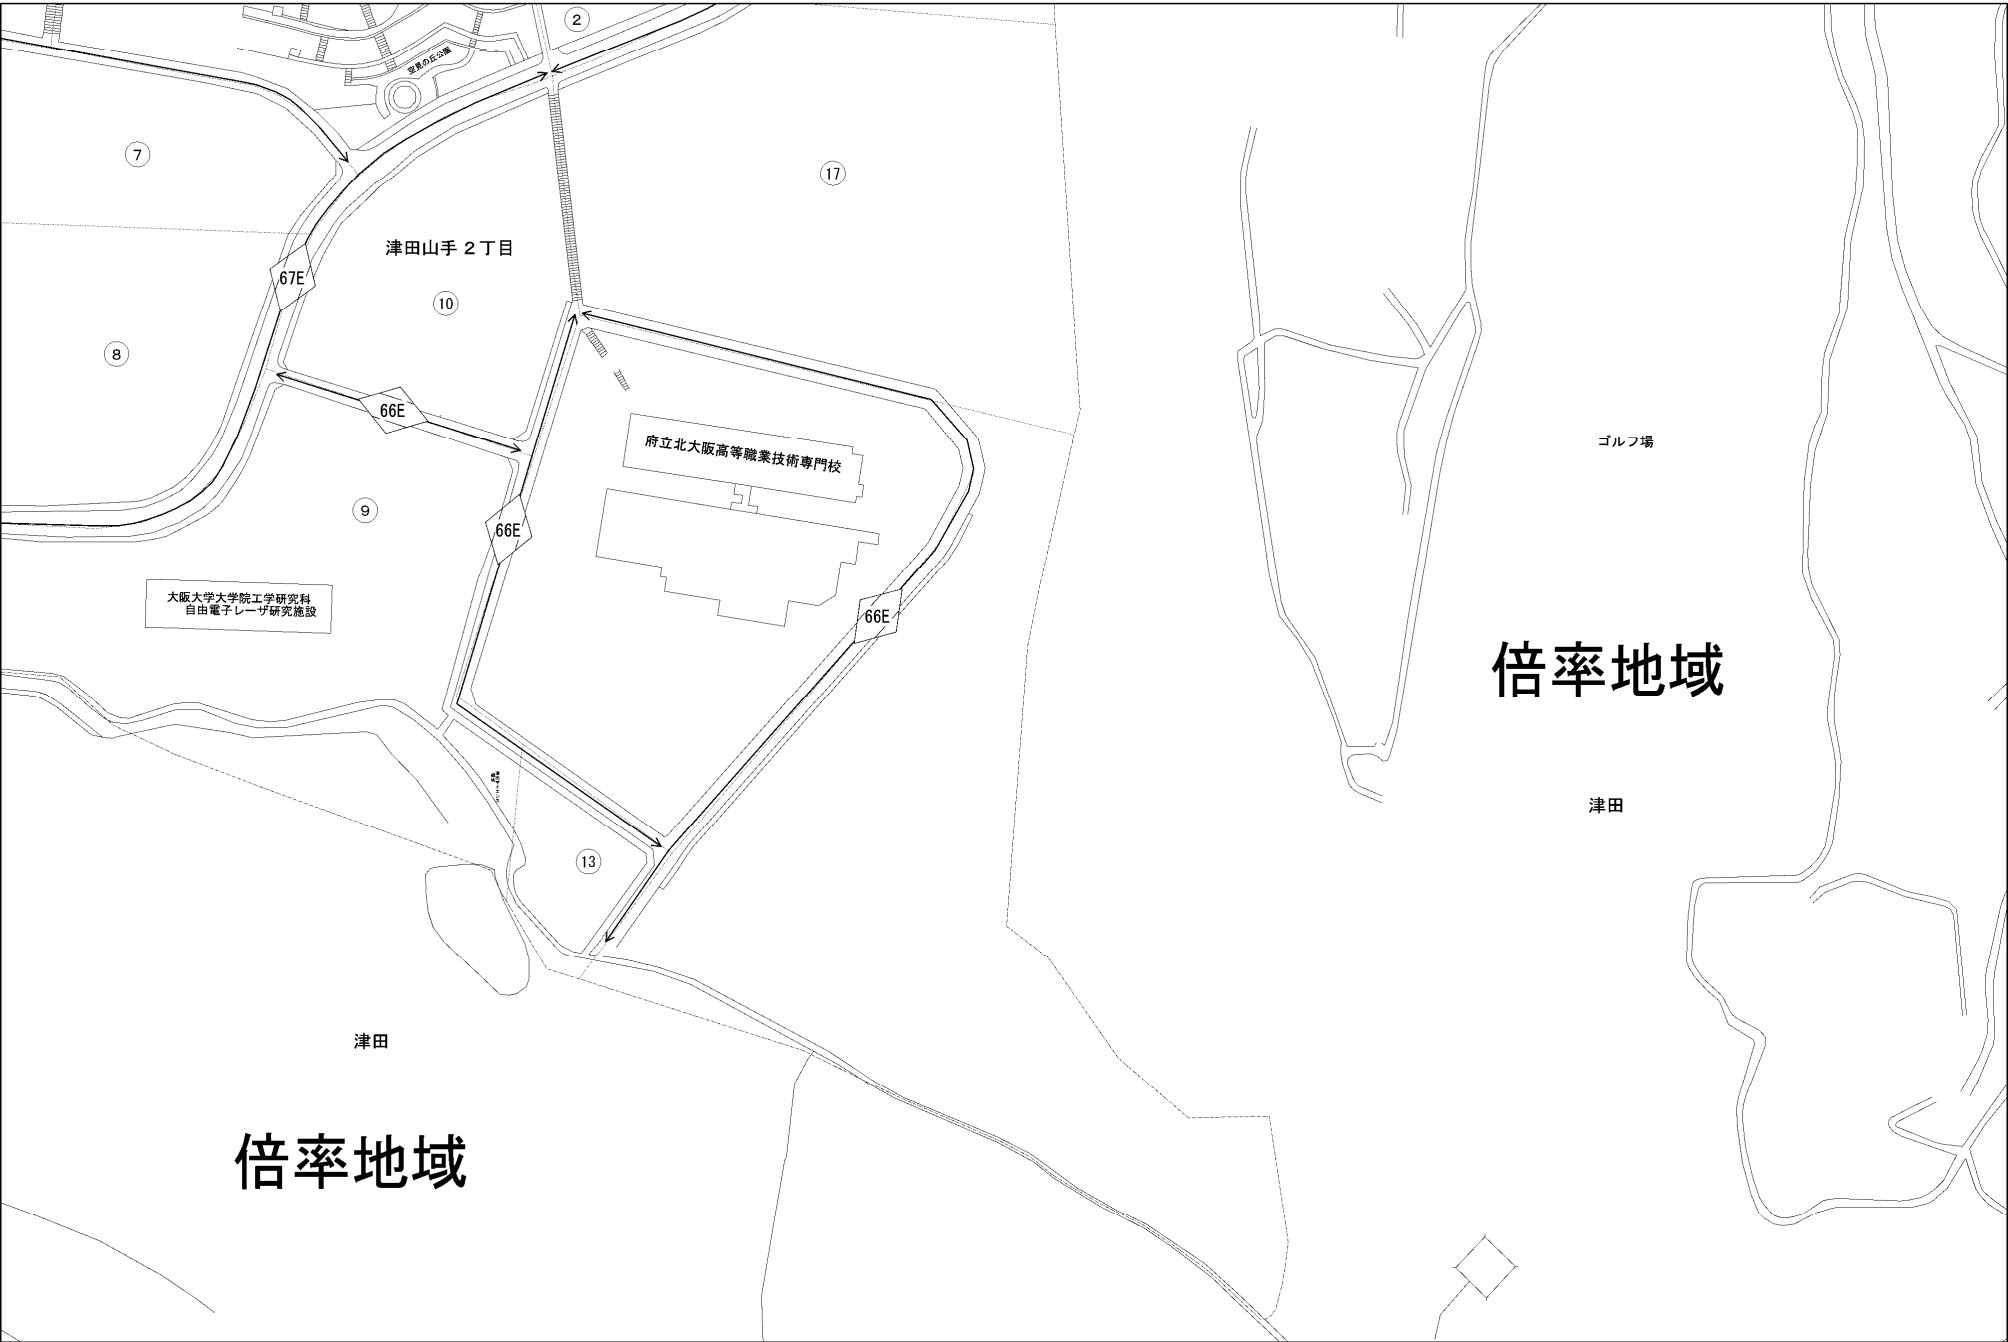 ②
空見の丘公園
⑦
⑰
津田山手２丁目
67E
⑩
⑧
66E
府立北大阪高等職業技術専門校
ゴルフ場
⑨
66E
大阪大学大学院工学研究科
自由電子レーザ研究施設
66E
倍率地域
津田
⑬
津田
倍率地域